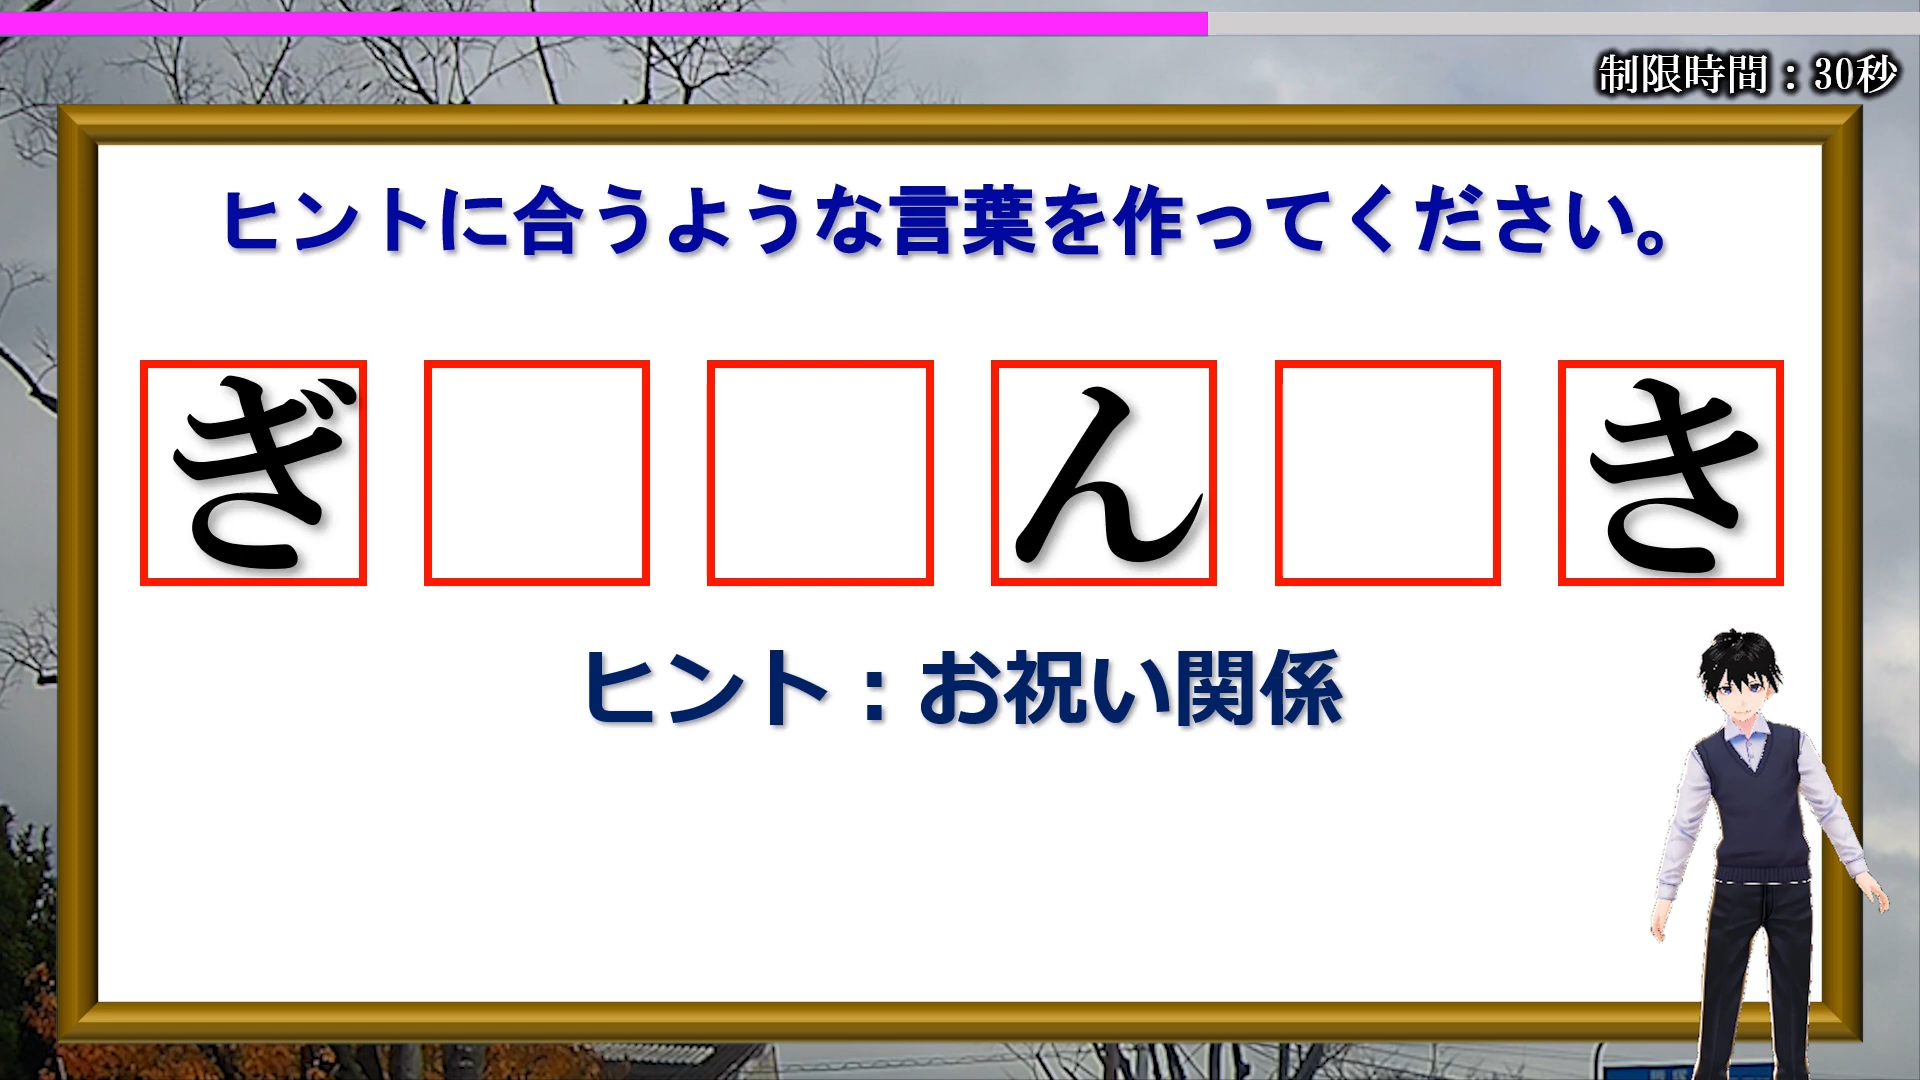 制限時間：30秒
ヒントに合うような言葉を作ってください。
ぎ んき
ヒント：お祝い関係